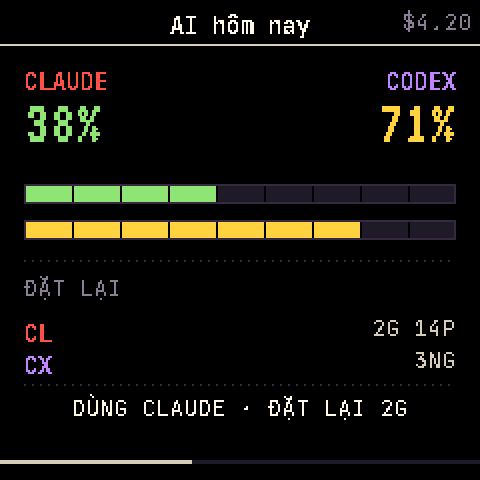 AI hôm nay $4.20
CLAUDE CODEX
38% 71%
ĐẶT LẠI
CL 2G 14P
CX 3NG
DÙNG CLAUDE · ĐẶT LẠI 2G